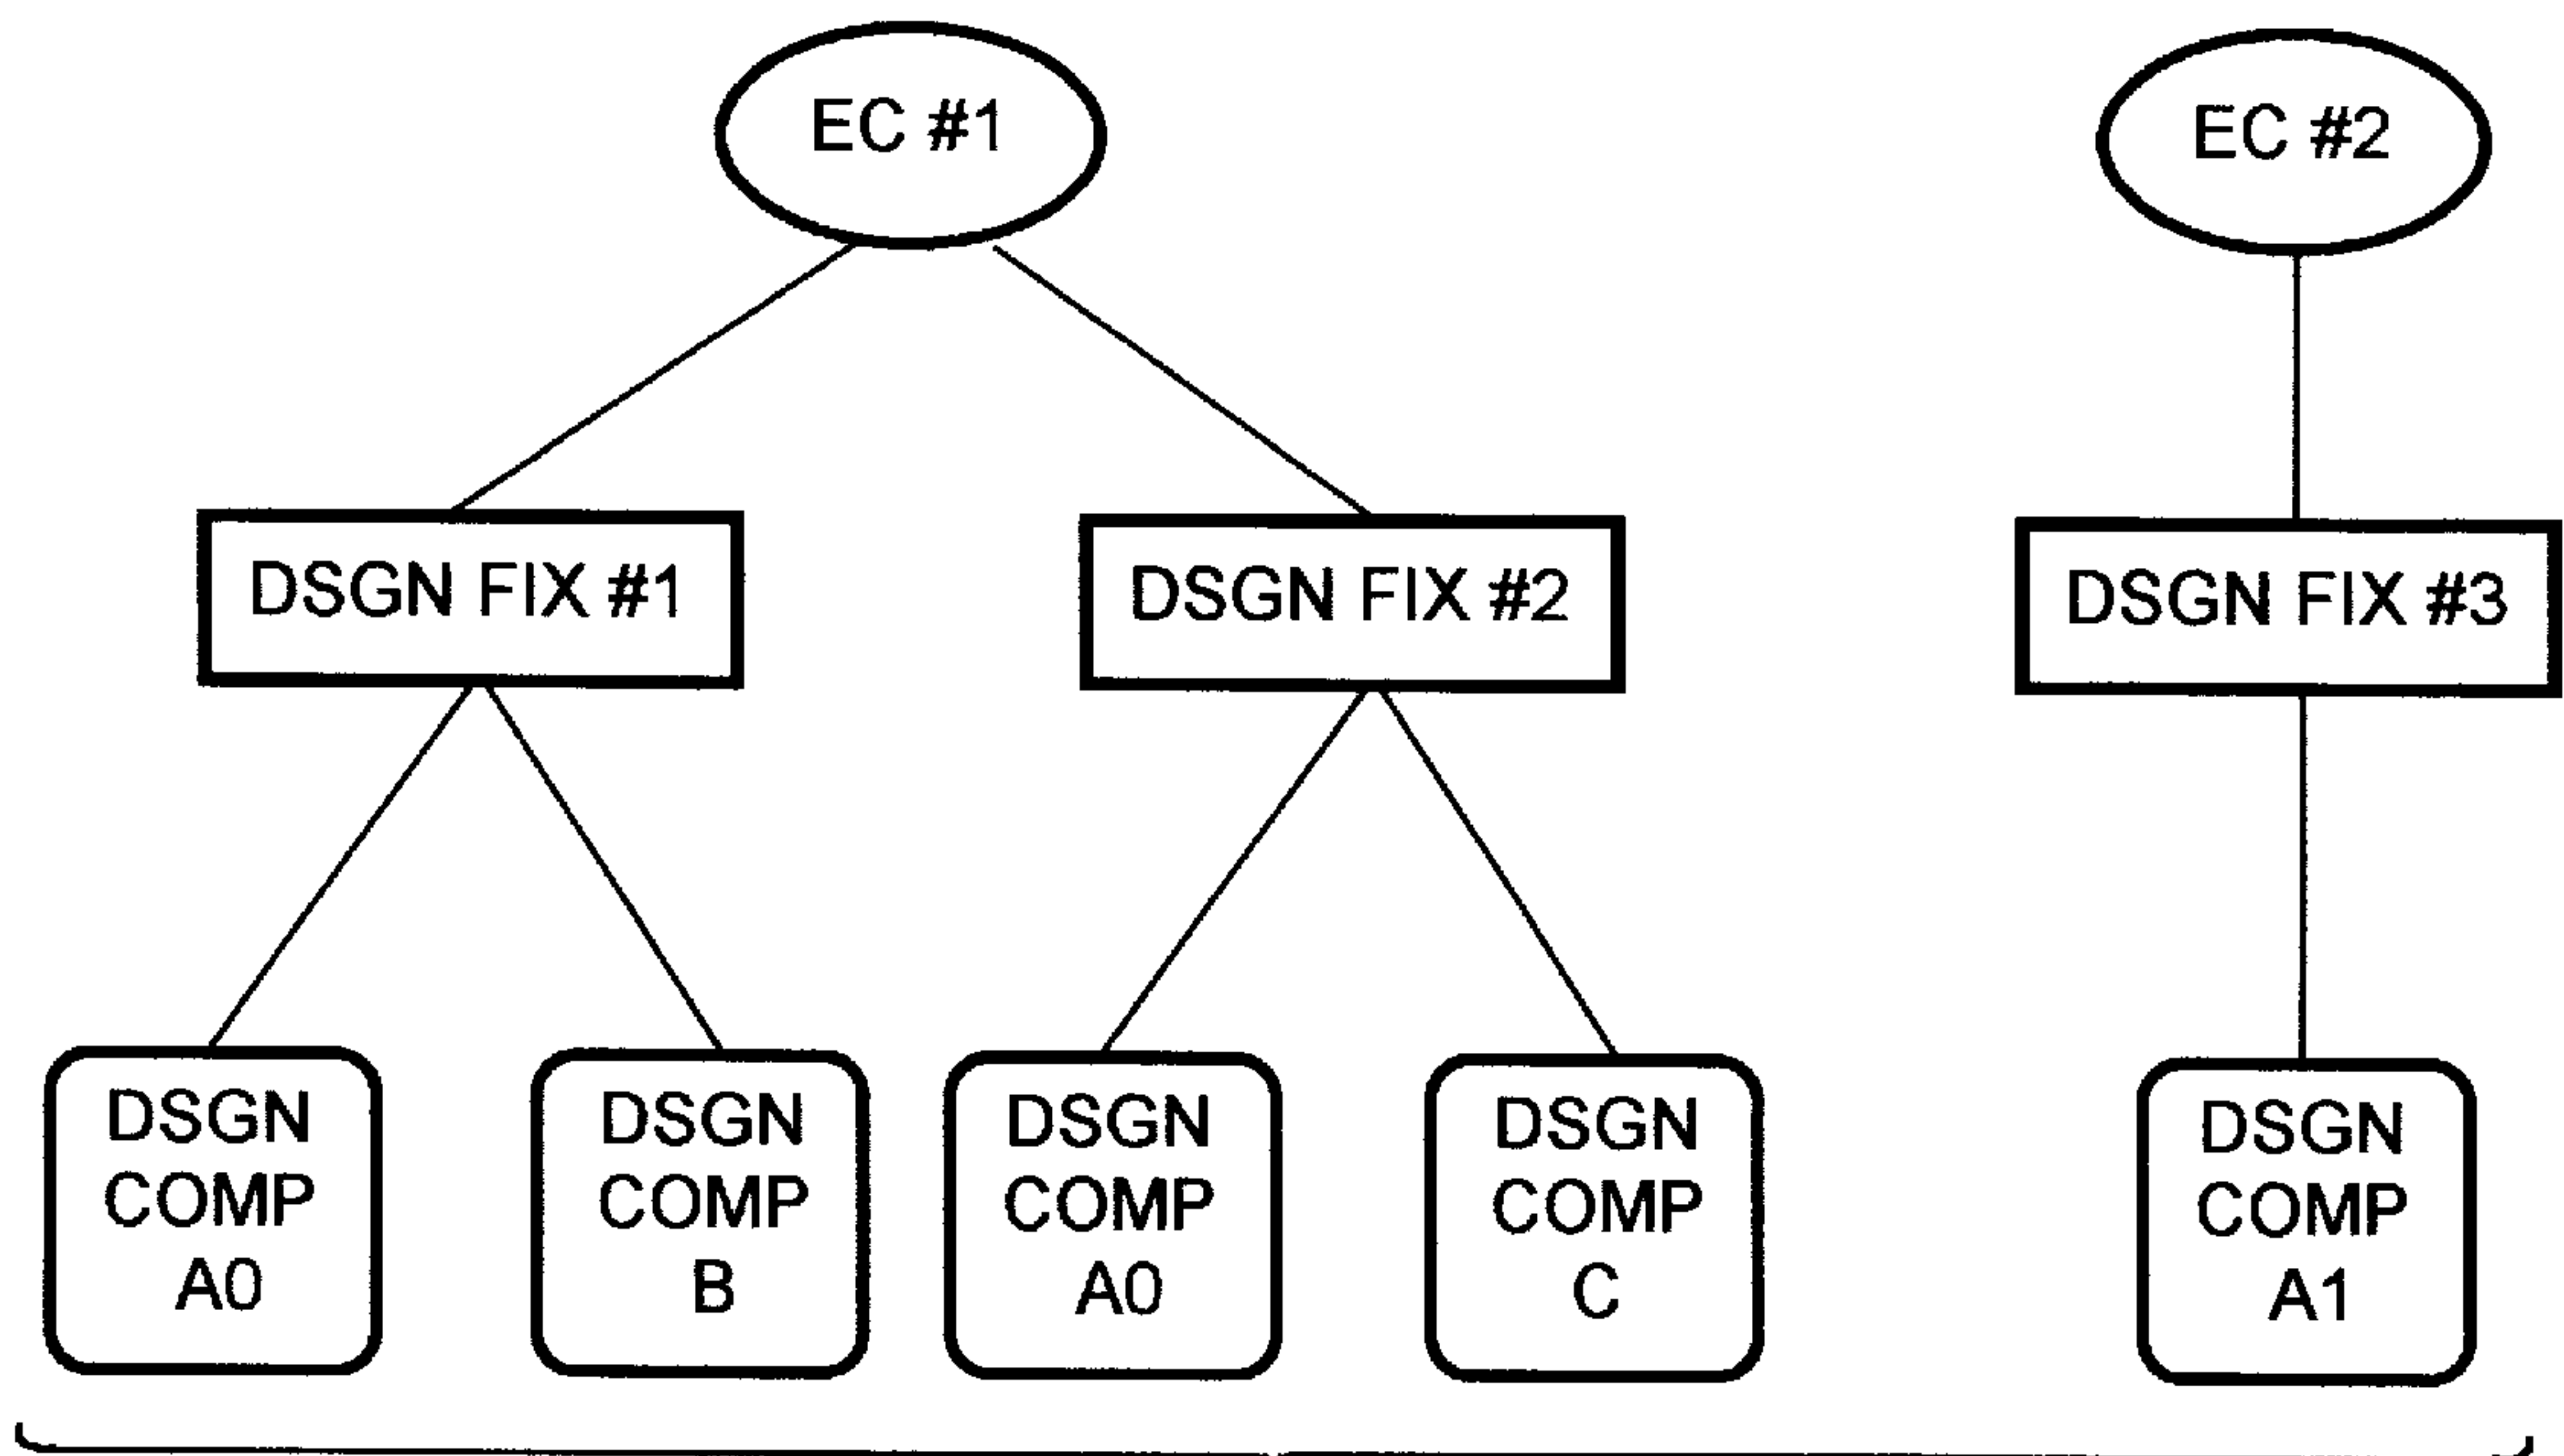 EC #1
EC #2
DSGN FIX #1
DSGN FIX #2
DSGN FIX #3
DSGN
COMP
A0
DSGN
COMP
B
DSGN
COMP
A0
DSGN
COMP
C
DSGN
COMP
A1